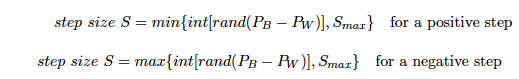 step size S = min{int[rand(P_B − P_W)], S_max}   for a positive step
step size S = max{int[rand(P_B − P_W)], S_max}   for a negative step